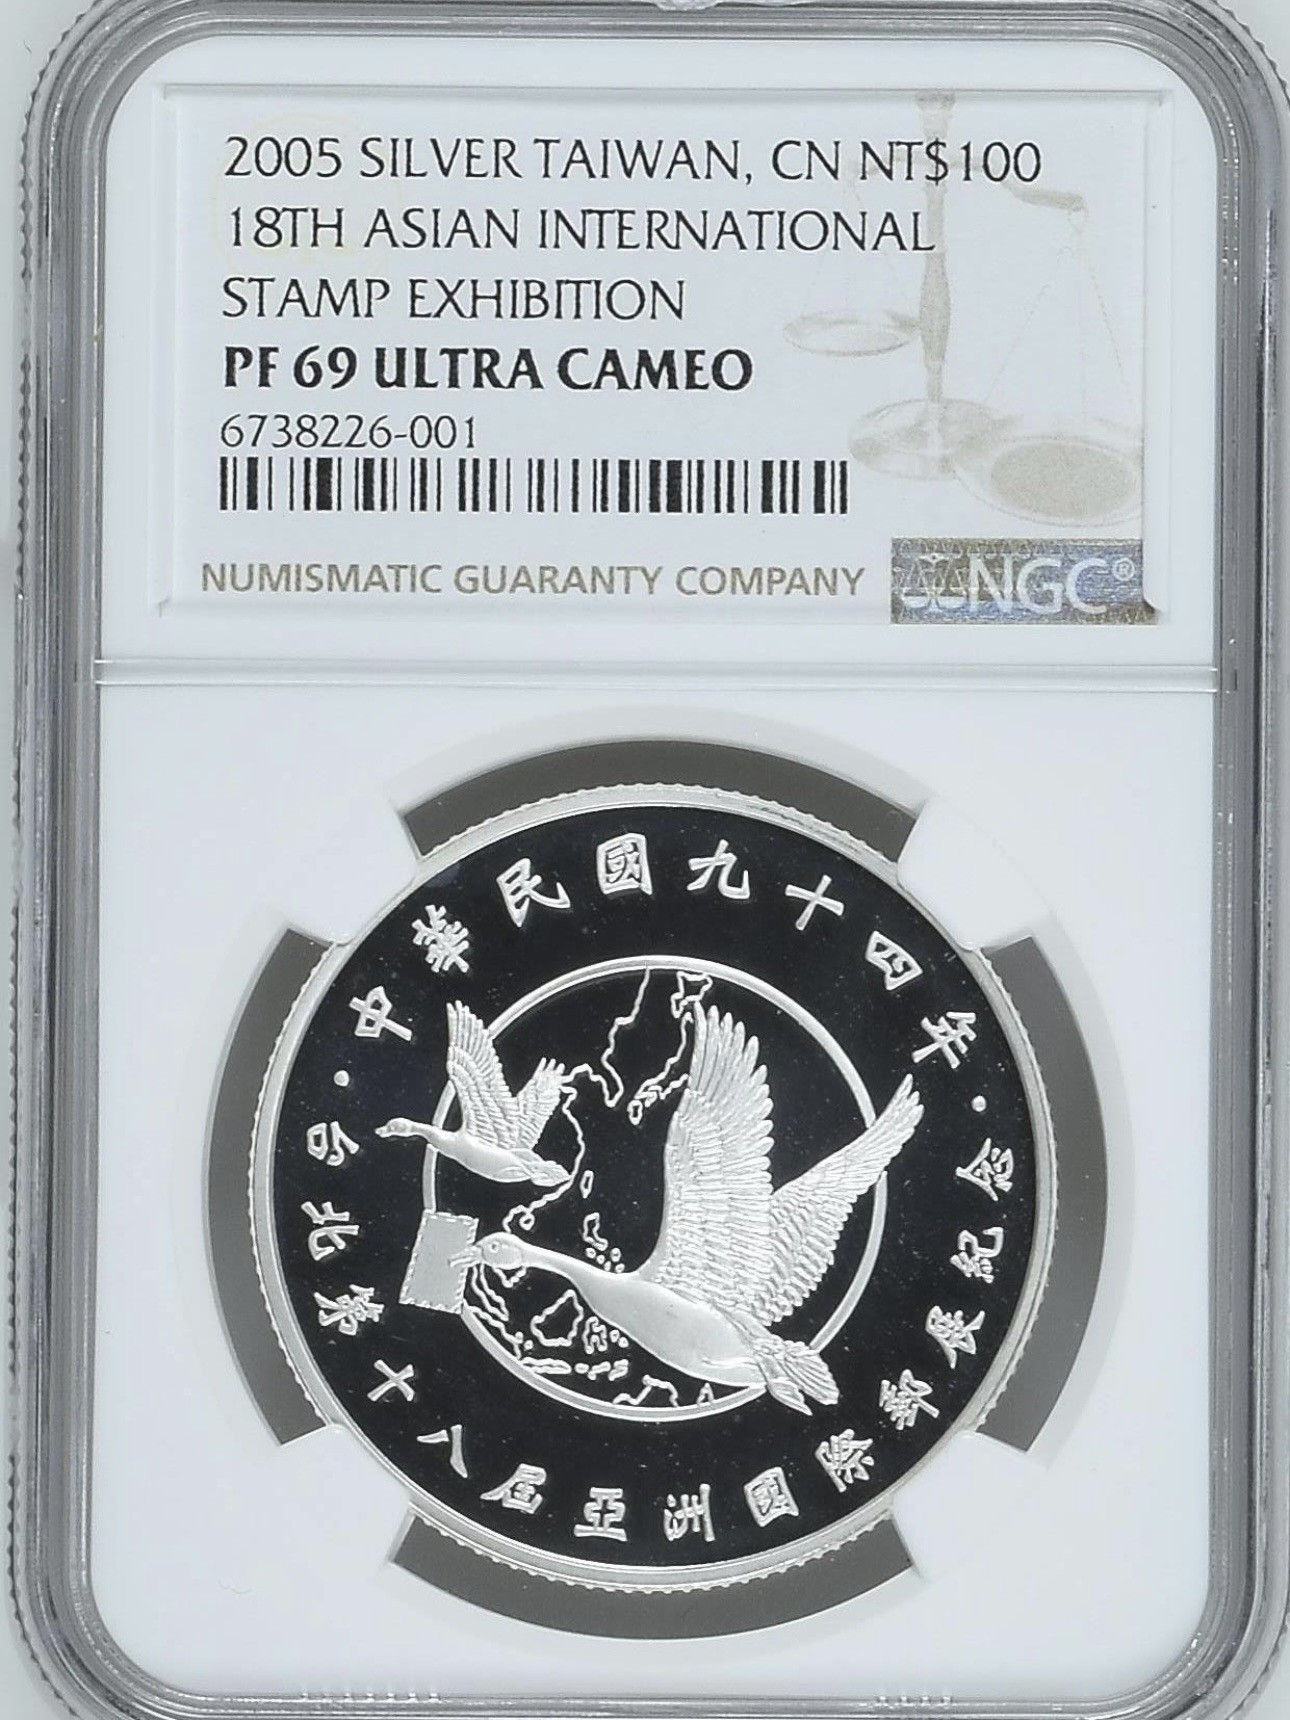 2005 SILVER TAIWAN, CN NT$100
18TH ASIAN INTERNATIONAL
STAMP EXHIBITION
PF 69 ULTRA CAMEO
6738226-001
NUMISMATIC GUARANTY COMPANY
NGC®
中華民國九十四年
台北第十八屆亞洲國際郵展紀念